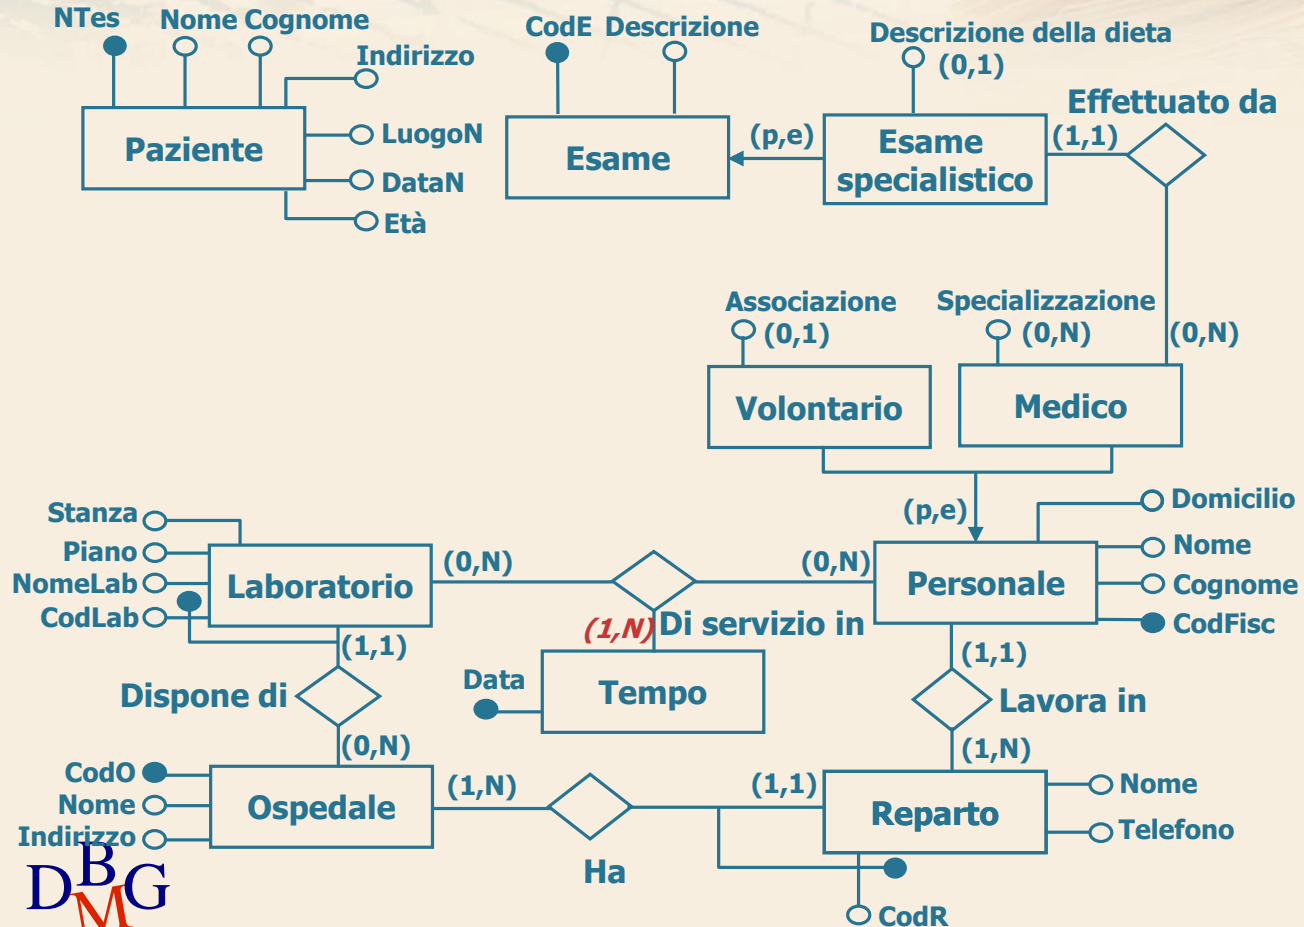 NTes
Nome Cognome
Indirizzo
Paziente
LuogoN
DataN
Età
CodE Descrizione
Esame
(p,e)
Descrizione della dieta
(0,1)
Esame
specialistico
(1,1)
Effettuato da
(0,N)
Associazione
(0,1)
Volontario
Specializzazione
(0,N)
Medico
(p,e)
Stanza
Piano
NomeLab
CodLab
Laboratorio
(0,N)
(0,N)
Di servizio in
(1,N)
Personale
Domicilio
Nome
Cognome
CodFisc
(1,1)
Dispone di
(0,N)
Data
Tempo
(1,1)
Lavora in
(1,N)
CodO
Nome
Indirizzo
Ospedale
(1,N)
Ha
(1,1)
Reparto
Nome
Telefono
CodR
DBMG